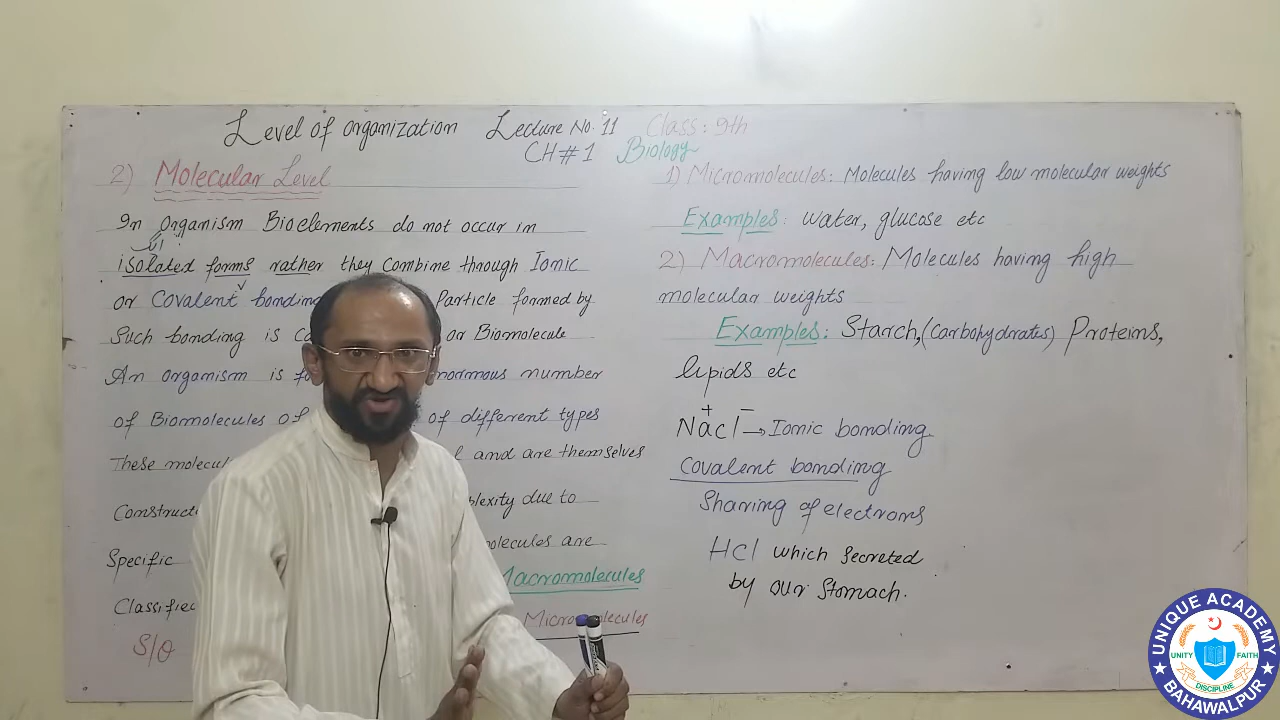 Level of organization Lecture No. 11 Class: 9th
CH # 1 Biology
2) Molecular Level
In Organism Bioelements do not occur in
isolated forms rather they combine through Ionic
or Covalent bonding Particle formed by
Such bonding is or Biomolecule
An organism is number
of Biomolecules of of different types
These and are themselves
due to
Specific are
Macromolecules
Micromolecules
S/Q
1) Micromolecules: Molecules having low molecular weights
Examples: water, glucose etc
2) Macromolecules: Molecules having high
molecular weights
Examples: Starch, (Carbohydrates) Proteins,
lipids etc
+ −
Nacl → Ionic bonding
Covalent bonding
Sharing of electrons
HCl which secreted
by our Stomach.
UNIQUE ACADEMY
UNITY FAITH
DISCIPLINE
BAHAWALPUR